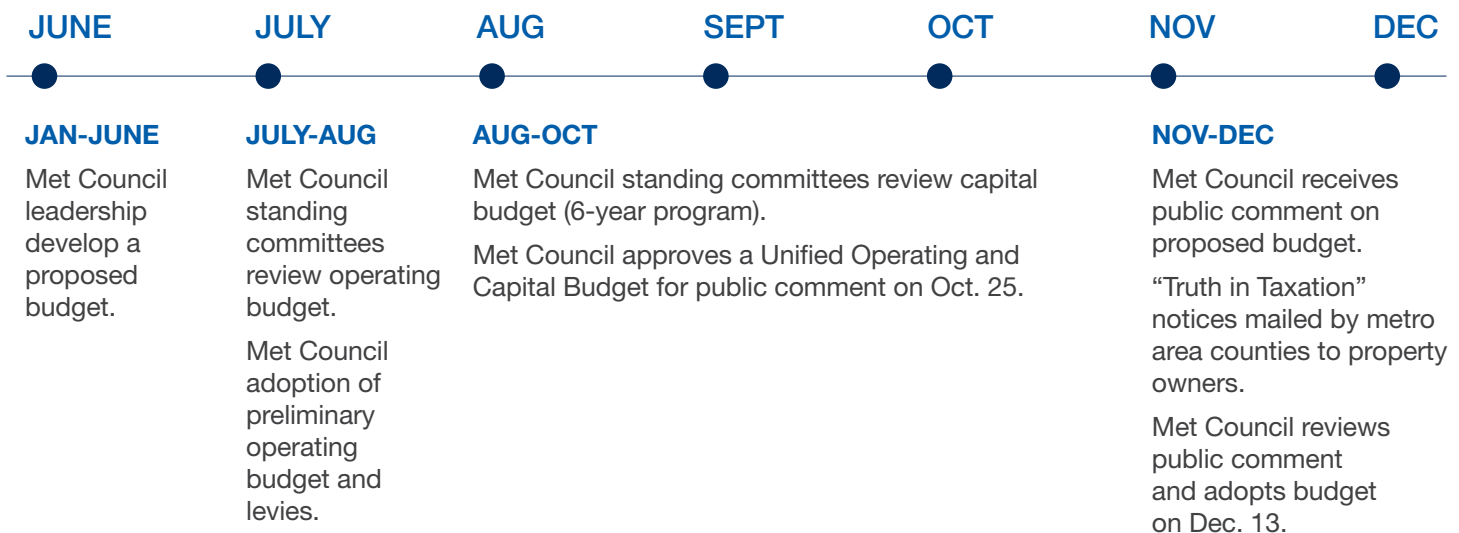 JUNE JULY AUG SEPT OCT NOV DEC
JAN-JUNE
Met Council
leadership
develop a
proposed
budget.
JULY-AUG
Met Council
standing
committees
review operating
budget.
Met Council
adoption of
preliminary
operating
budget and
levies.
AUG-OCT
Met Council standing committees review capital
budget (6-year program).
Met Council approves a Unified Operating and
Capital Budget for public comment on Oct. 25.
NOV-DEC
Met Council receives
public comment on
proposed budget.
“Truth in Taxation”
notices mailed by metro
area counties to property
owners.
Met Council reviews
public comment
and adopts budget
on Dec. 13.